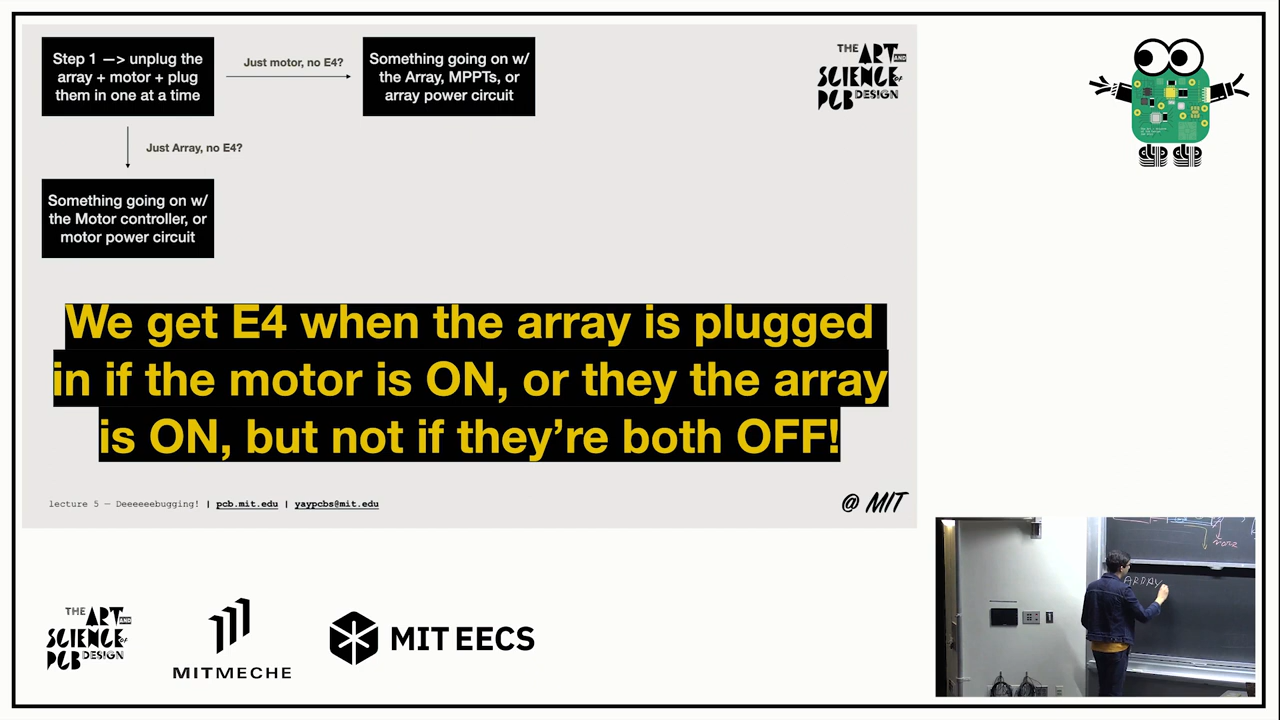 Step 1 —> unplug the
array + motor + plug
them in one at a time
Just motor, no E4?
Something going on w/
the Array, MPPTs, or
array power circuit
THE ART AND
SCIENCE of
PCB DESIGN
Just Array, no E4?
Something going on w/
the Motor controller, or
motor power circuit
We get E4 when the array is plugged
in if the motor is ON, or they the array
is ON, but not if they're both OFF!
lecture 5 — Deeeeeebugging! | pcb.mit.edu | yaypcbs@mit.edu
@ MIT
THE ART AND
SCIENCE of
PCB DESIGN
MITMECHE
MIT EECS
ARRAY